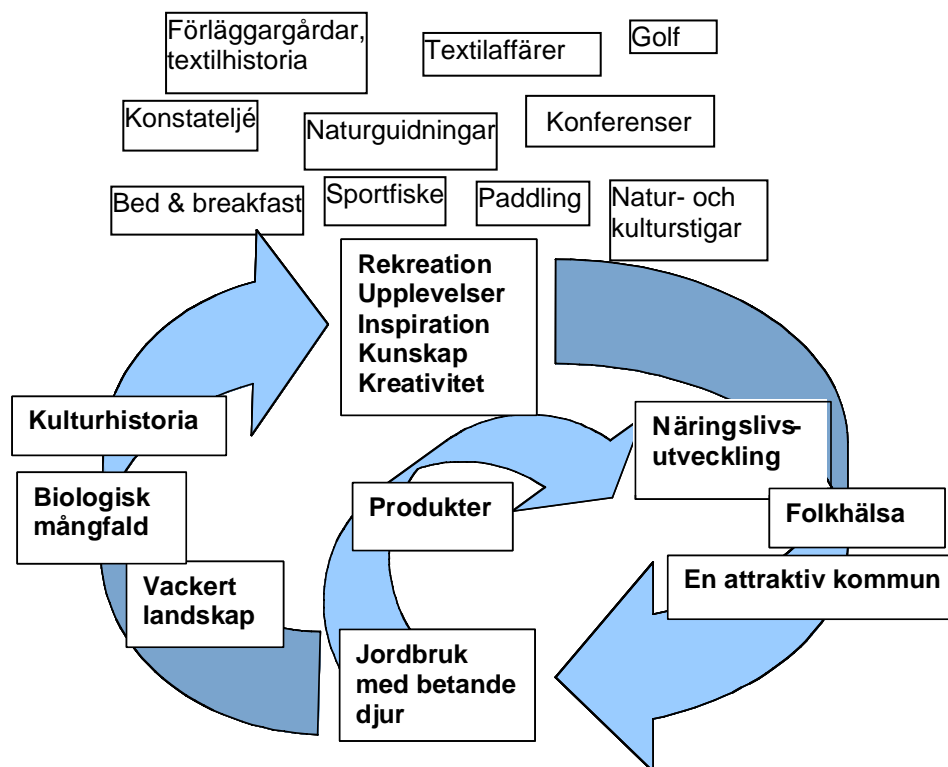 Förläggargårdar,
textilhistoria
Textilaffärer
Golf
Konstateljé
Naturguidningar
Konferenser
Bed & breakfast
Sportfiske
Paddling
Natur- och
kulturstigar
Rekreation
Upplevelser
Inspiration
Kunskap
Kreativitet
Kulturhistoria
Näringslivs-
utveckling
Biologisk
mångfald
Produkter
Folkhälsa
Vackert
landskap
En attraktiv kommun
Jordbruk
med betande
djur